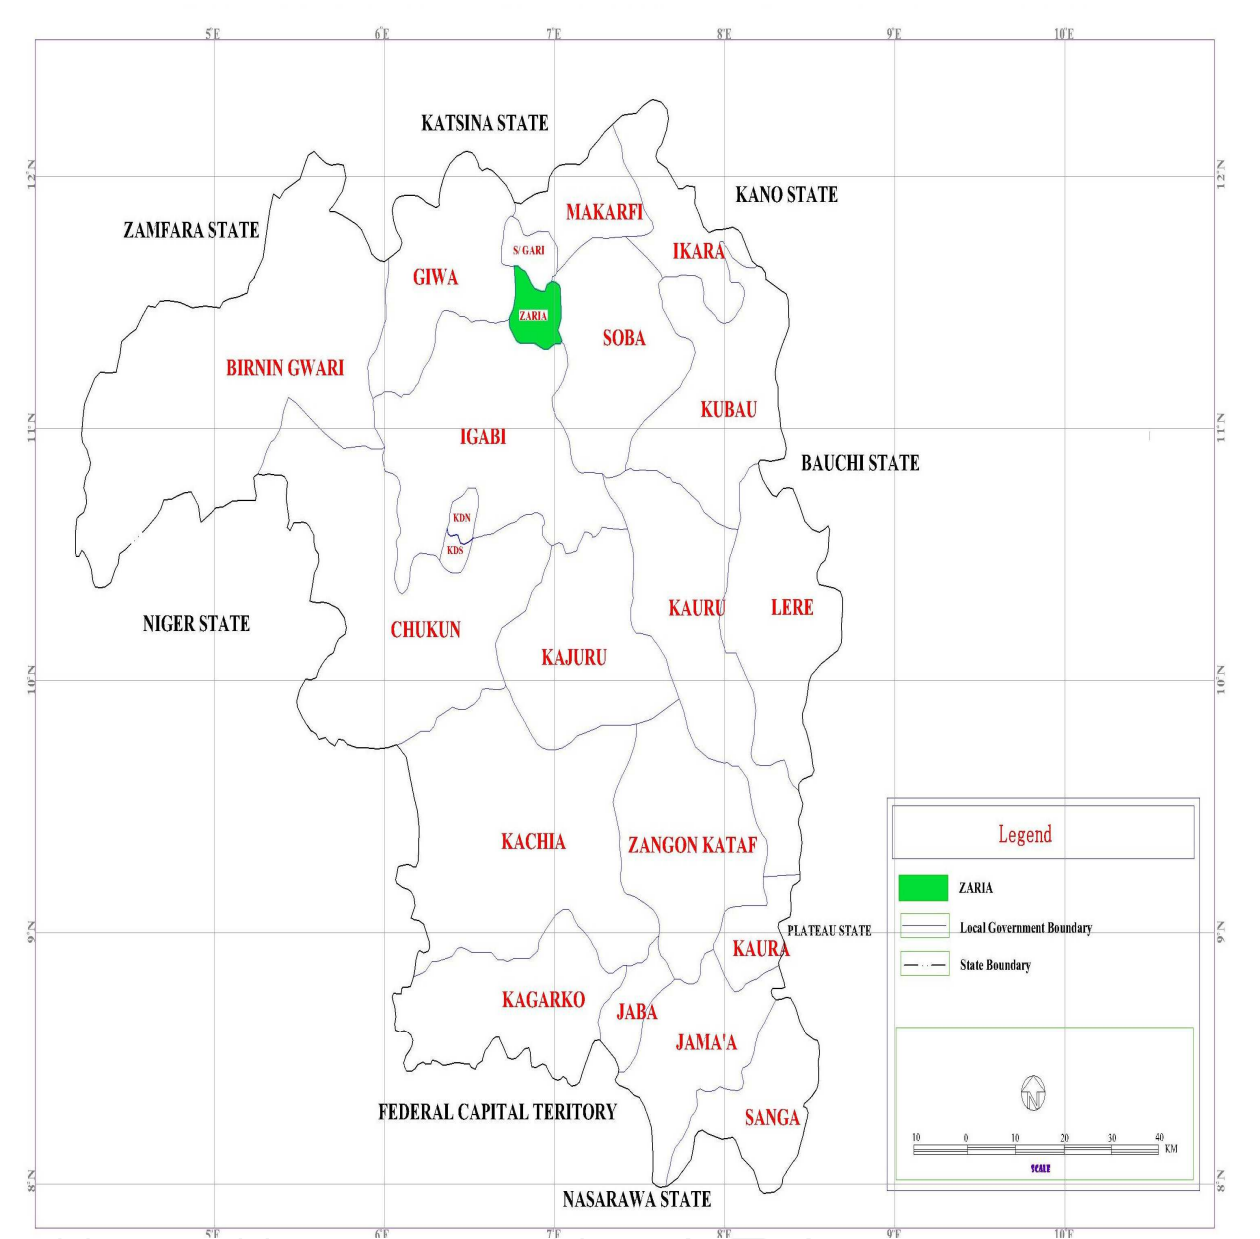 5°E 6°E 7°E 8°E 9°E 10°E
KATSINA STATE
12°N 12°N
KANO STATE
MAKARFI
ZAMFARA STATE
S/ GARI
IKARA
GIWA
ZARIA
SOBA
BIRNIN GWARI
KUBAU
11°N 11°N
IGABI
BAUCHI STATE
KDN
KDS
KAURU
LERE
NIGER STATE
CHUKUN
KAJURU
10°N 10°N
Legend
KACHIA
ZANGON KATAF
ZARIA
9°N 9°N
PLATEAU STATE
Local Government Boundary
KAURA
State Boundary
KAGARKO
JABA
JAMA'A
FEDERAL CAPITAL TERITORY
SANGA
N
10 0 10 20 30 40
KM
SCALE
8°N 8°N
NASARAWA STATE
5°E 6°E 7°E 8°E 9°E 10°E